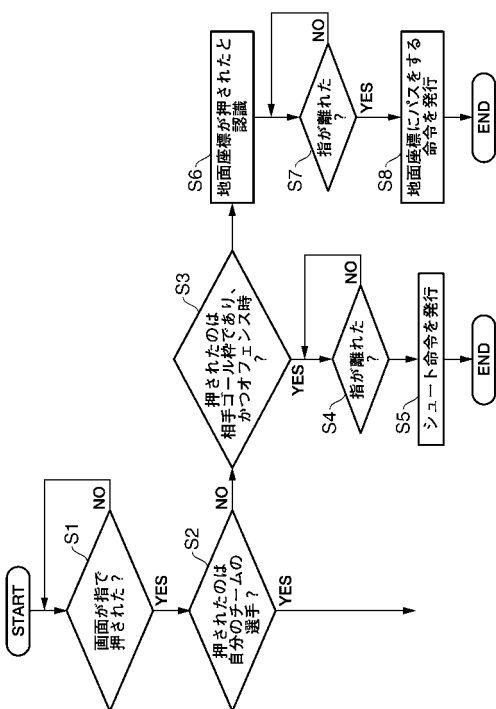 START
S1
画面が指で
押された？
NO
YES
S2
押されたのは
自分のチームの
選手？
NO
YES
S3
押されたのは
相手ゴール枠であり、
かつオフェンス時
？
YES
S4
指が離れた
？
NO
S5
シュート命令を発行
END
S6
地面座標が押されたと
認識
S7
指が離れた
？
NO
YES
S8
地面座標にパスをする
命令を発行
END